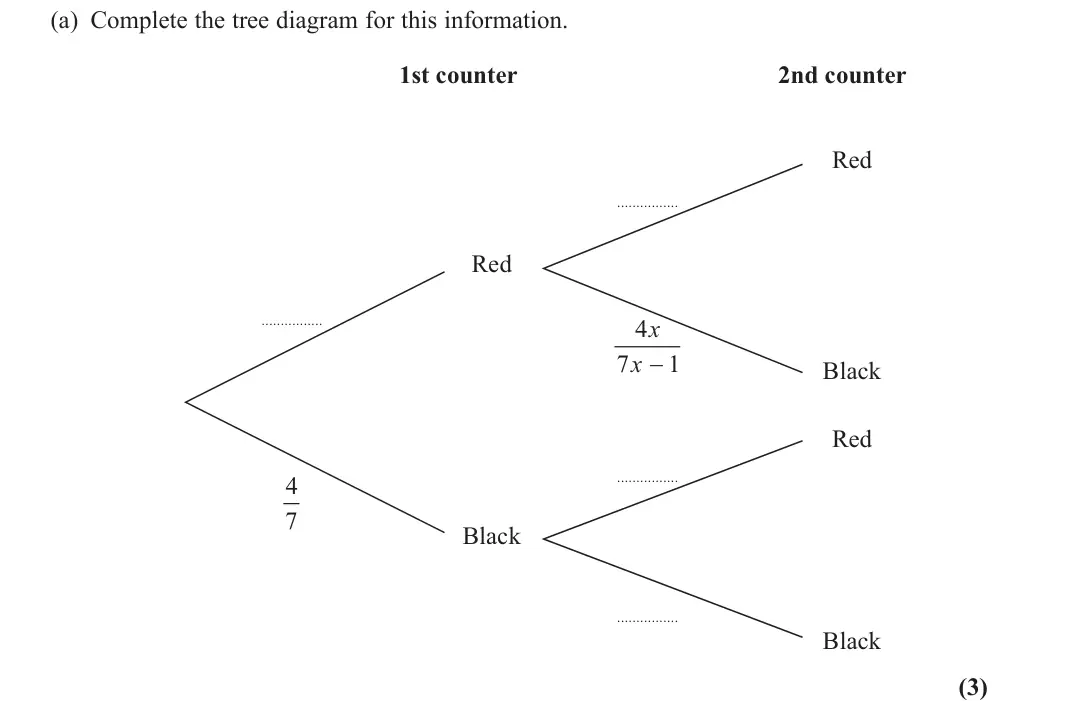 (a) Complete the tree diagram for this information.
1st counter 2nd counter
Red
................
Red
................
4x
7x – 1
Black
Red
................
4
7
Black
................
Black
(3)